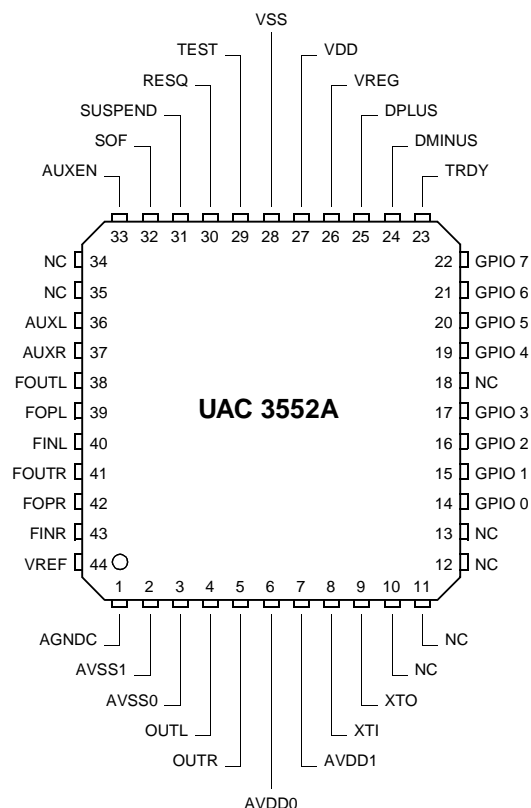 VSS
TEST VDD
RESQ VREG
SUSPEND DPLUS
SOF DMINUS
AUXEN TRDY
33 32 31 30 29 28 27 26 25 24 23
NC 34 22 GPIO 7
NC 35 21 GPIO 6
AUXL 36 20 GPIO 5
AUXR 37 19 GPIO 4
FOUTL 38 18 NC
FOPL 39 UAC 3552A 17 GPIO 3
FINL 40 16 GPIO 2
FOUTR 41 15 GPIO 1
FOPR 42 14 GPIO 0
FINR 43 13 NC
VREF 44 12 NC
1 2 3 4 5 6 7 8 9 10 11
AGNDC NC
AVSS1 NC
AVSS0 XTO
OUTL XTI
OUTR AVDD1
AVDD0